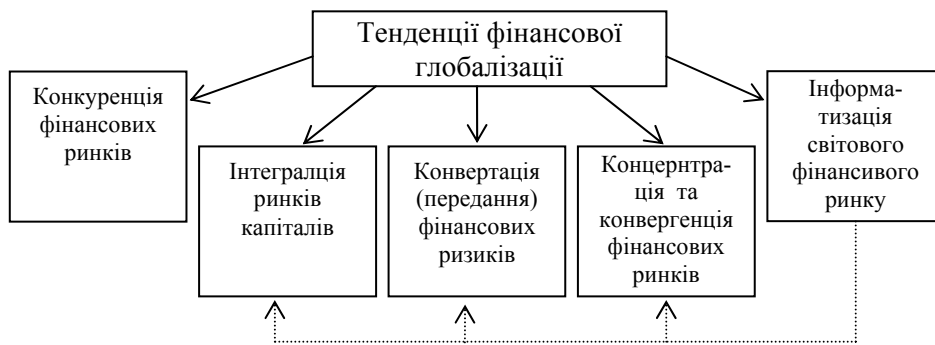 Тенденції фінансової
глобалізації
Конкуренція
фінансових
ринків
Інтегралція
ринків
капіталів
Конвертація
(передання)
фінансових
ризиків
Концернтра-
ція та
конвергенція
фінансових
ринків
Інформа-
тизація
світового
фінансивого
ринку